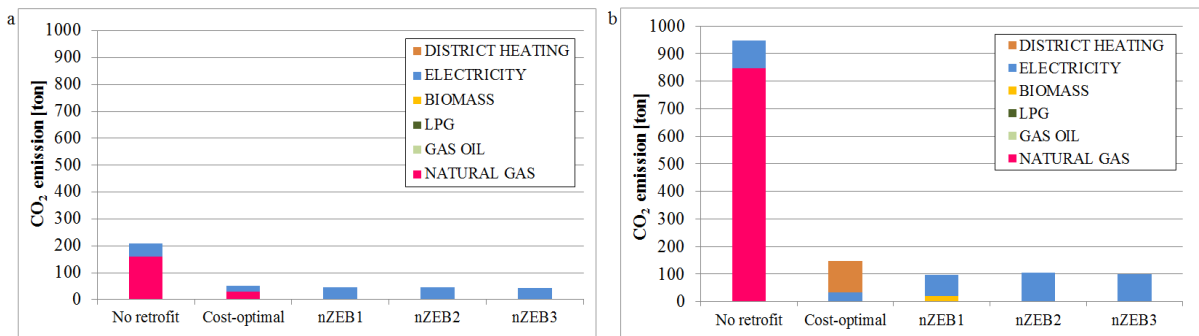 a
CO₂ emission [ton]
1000
900
800
700
600
500
400
300
200
100
0
DISTRICT HEATING
ELECTRICITY
BIOMASS
LPG
GAS OIL
NATURAL GAS
No retrofit
Cost-optimal
nZEB1
nZEB2
nZEB3
b
CO₂ emission [ton]
1000
900
800
700
600
500
400
300
200
100
0
DISTRICT HEATING
ELECTRICITY
BIOMASS
LPG
GAS OIL
NATURAL GAS
No retrofit
Cost-optimal
nZEB1
nZEB2
nZEB3